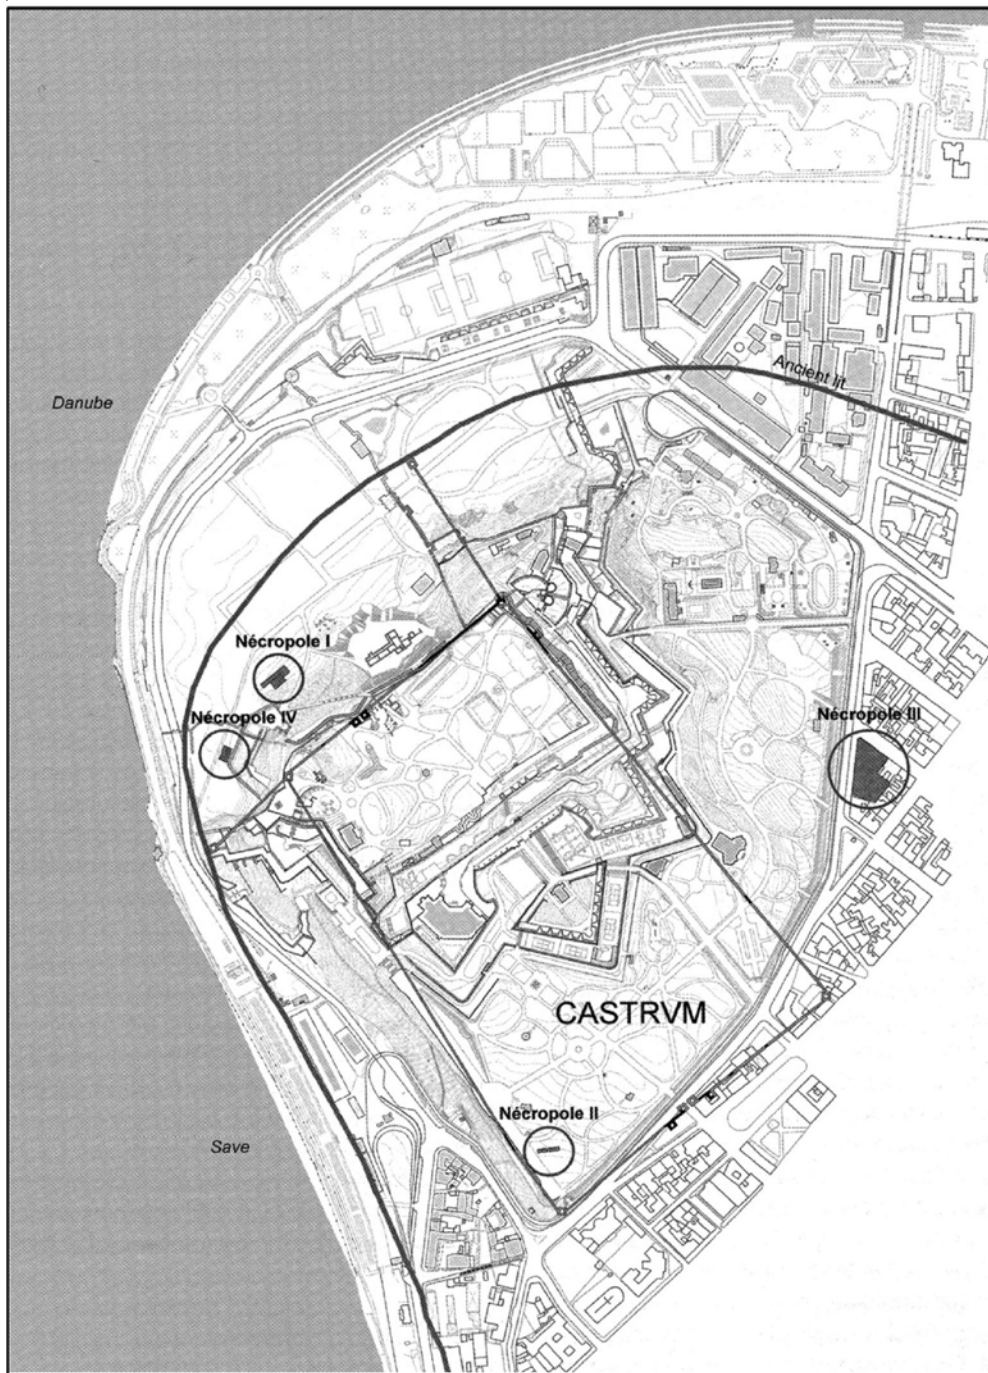 Ancient lit
Danube
Nécropole I
Nécropole IV
Nécropole III
CASTRVM
Nécropole II
Save